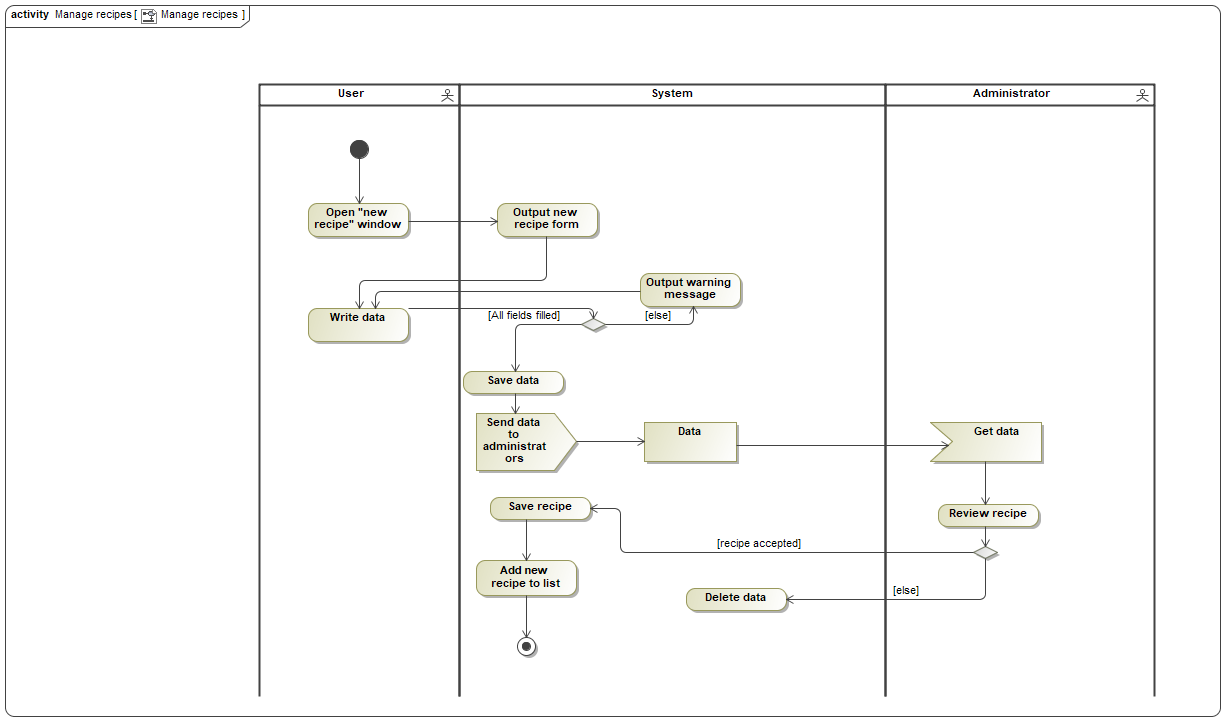 activity Manage recipes [ Manage recipes ]
User
System
Administrator
Open "new
recipe" window
Output new
recipe form
Output warning
message
Write data
[All fields filled]
[else]
Save data
Send data
to
administrat
ors
Data
Get data
Save recipe
Review recipe
[recipe accepted]
Add new
recipe to list
Delete data
[else]